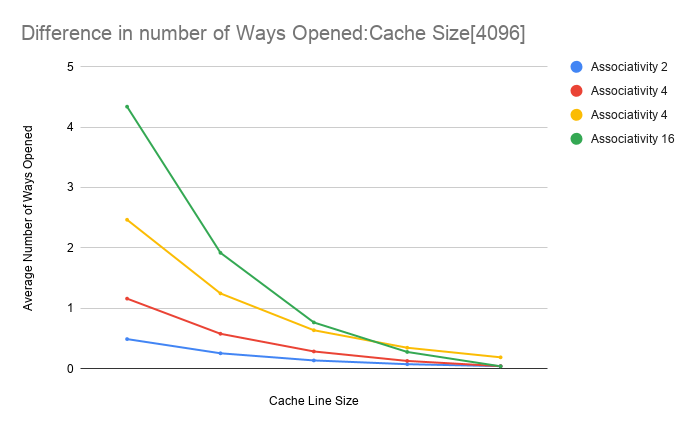 Difference in number of Ways Opened:Cache Size[4096]
Associativity 2
Associativity 4
Associativity 4
Associativity 16
Average Number of Ways Opened
5
4
3
2
1
0
Cache Line Size